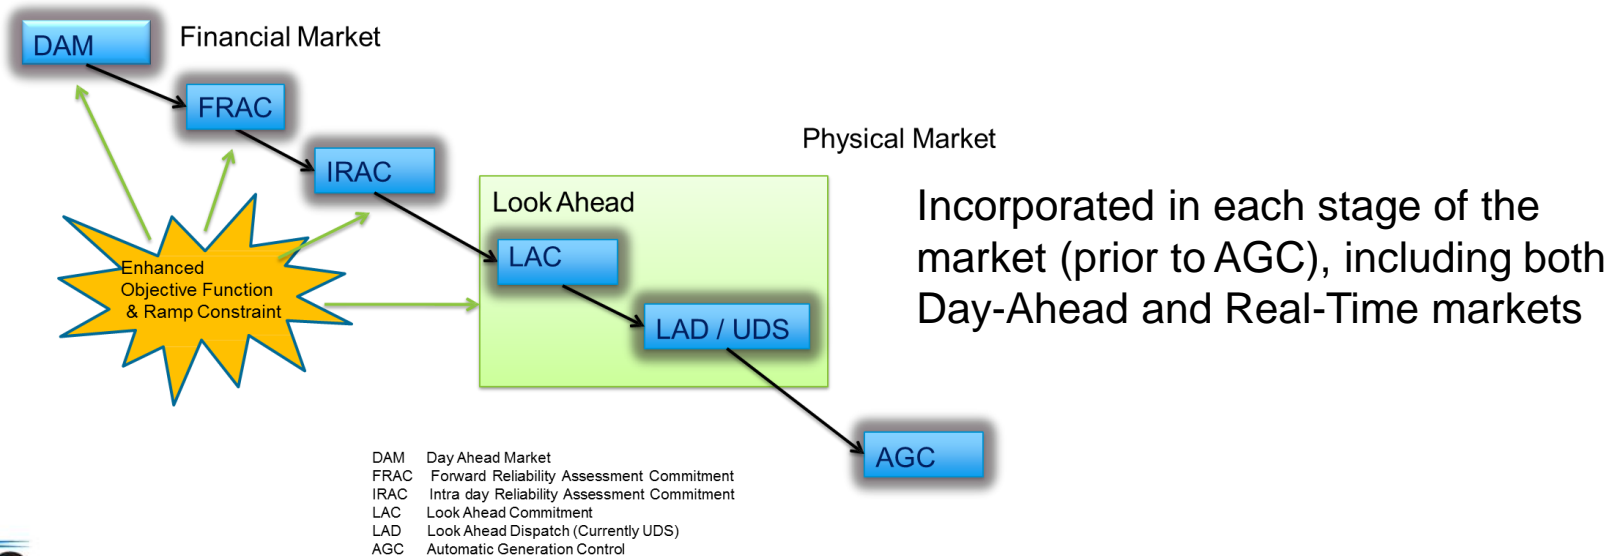 DAM
Financial Market
FRAC
Physical Market
IRAC
Look Ahead
LAC
LAD / UDS
AGC
Enhanced
Objective Function
& Ramp Constraint
Incorporated in each stage of the
market (prior to AGC), including both
Day-Ahead and Real-Time markets
DAM Day Ahead Market
FRAC Forward Reliability Assessment Commitment
IRAC Intra day Reliability Assessment Commitment
LAC Look Ahead Commitment
LAD Look Ahead Dispatch (Currently UDS)
AGC Automatic Generation Control